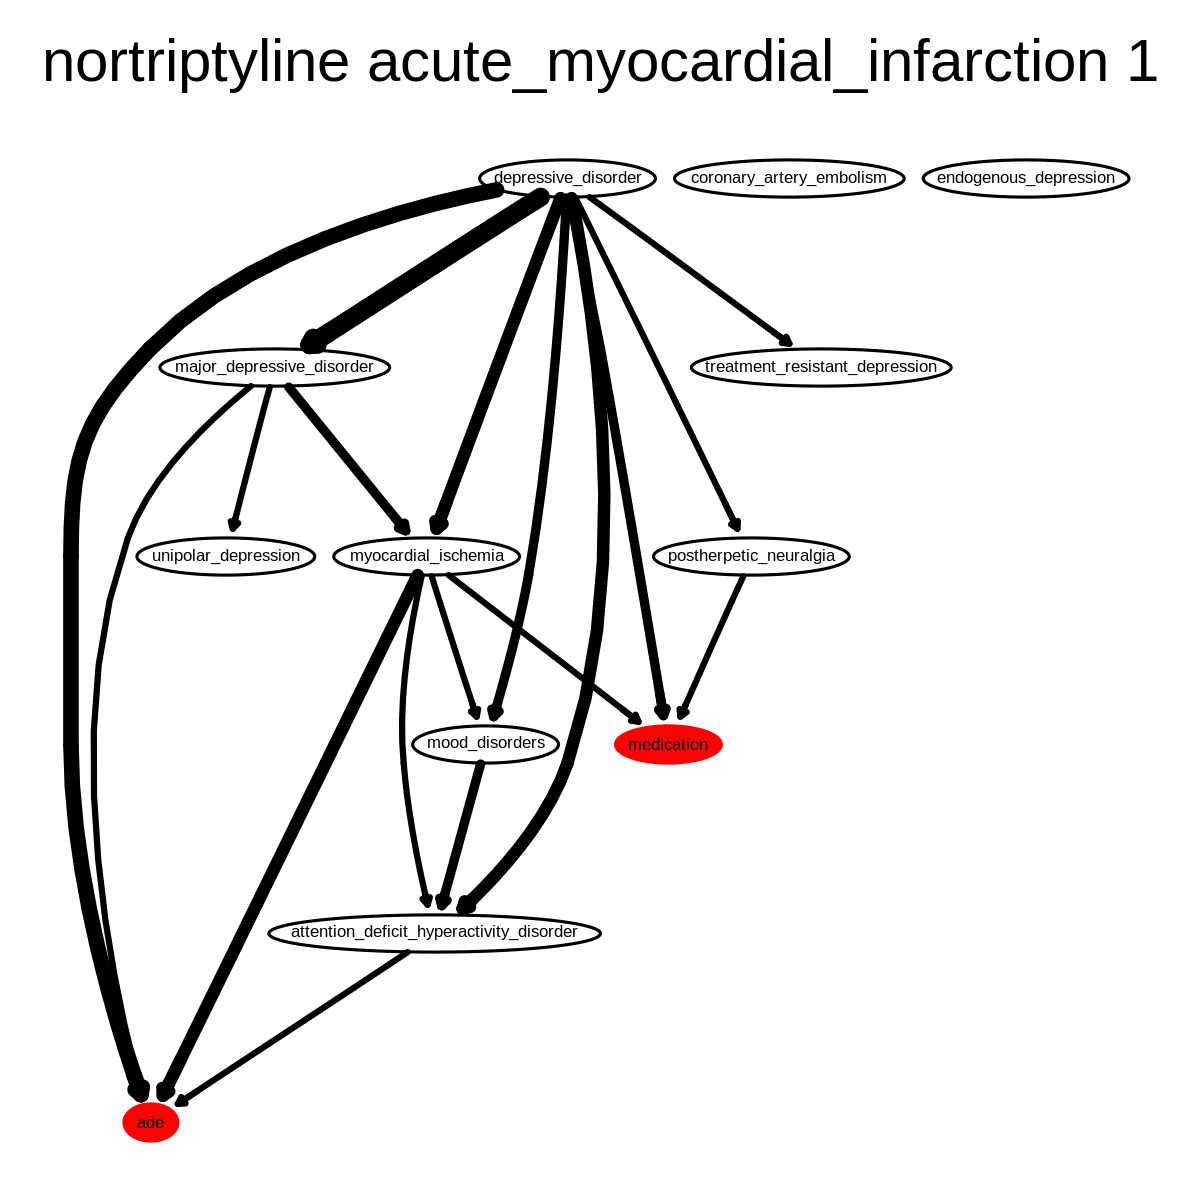 nortriptyline acute_myocardial_infarction 1
depressive_disorder
coronary_artery_embolism
endogenous_depression
major_depressive_disorder
treatment_resistant_depression
unipolar_depression
myocardial_ischemia
postherpetic_neuralgia
mood_disorders
medication
attention_deficit_hyperactivity_disorder
ade